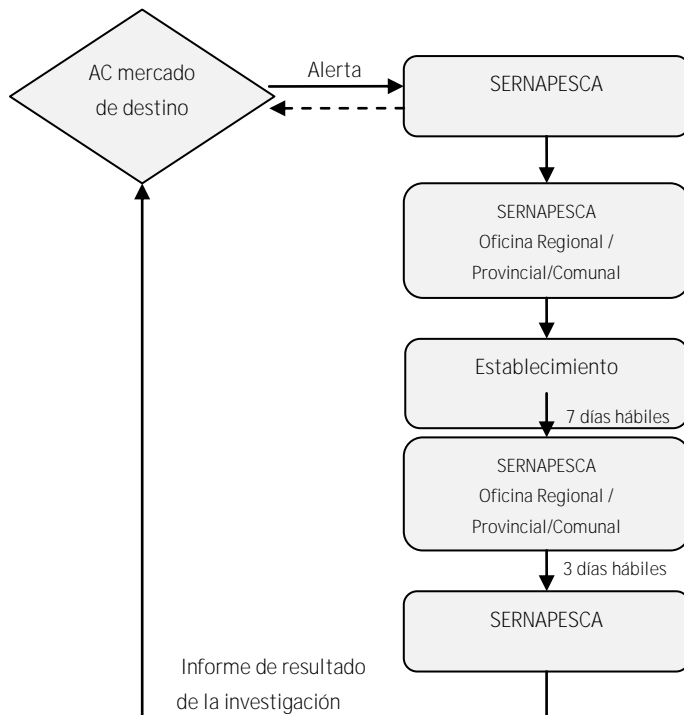 AC mercado
de destino
Alerta
SERNAPESCA
SERNAPESCA
Oficina Regional /
Provincial/Comunal
Establecimiento
7 días hábiles
SERNAPESCA
Oficina Regional /
Provincial/Comunal
3 días hábiles
SERNAPESCA
Informe de resultado
de la investigación